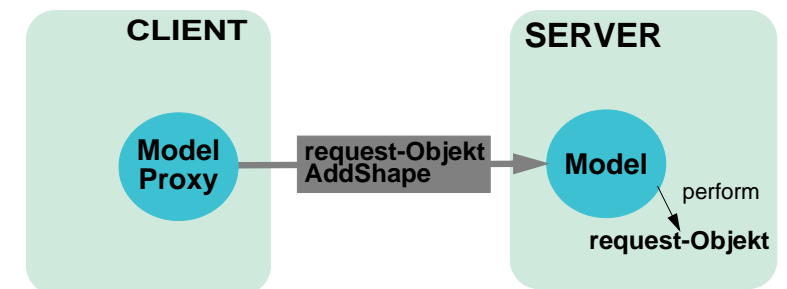 CLIENT
SERVER
Model
Proxy
request-Objekt
AddShape
Model
perform
request-Objekt